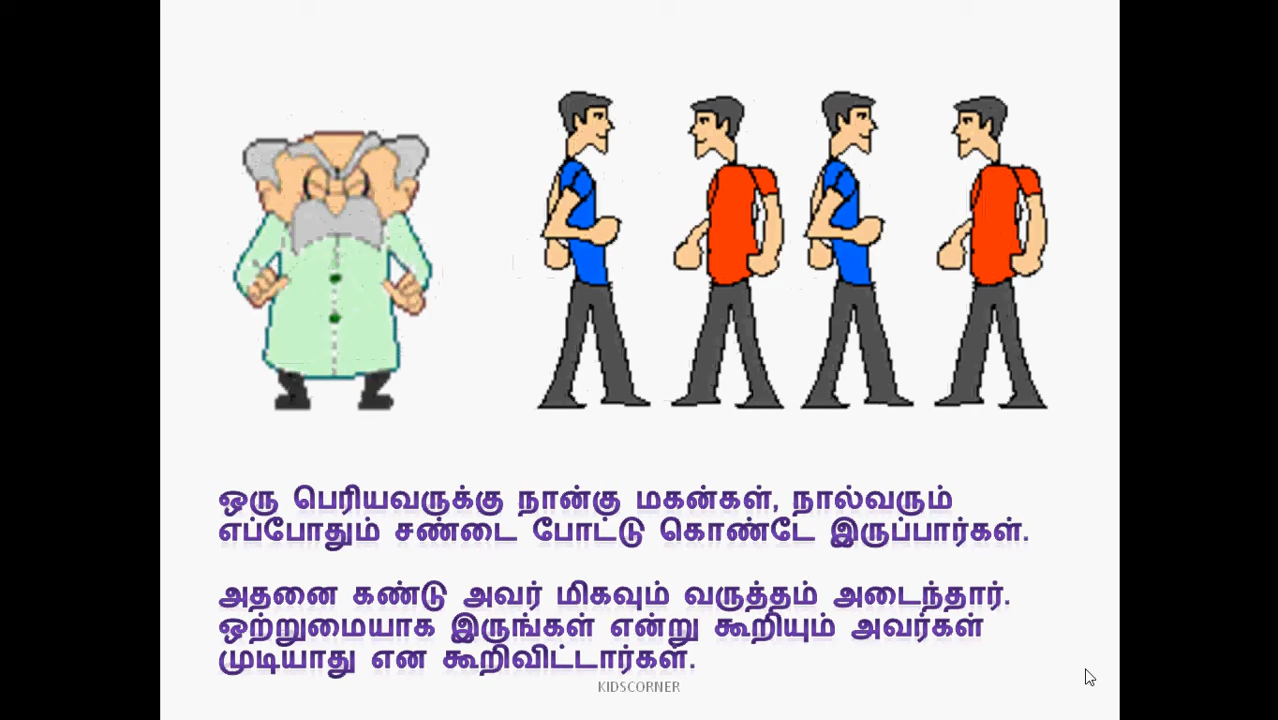 ஒரு பெரியவருக்கு நான்கு மகன்கள், நால்வரும்
எப்போதும் சண்டை போட்டு கொண்டே இருப்பார்கள்.
அதனை கண்டு அவர் மிகவும் வருத்தம் அடைந்தார்.
ஒற்றுமையாக இருங்கள் என்று கூறியும் அவர்கள்
முடியாது என கூறிவிட்டார்கள்.
KIDSCORNER